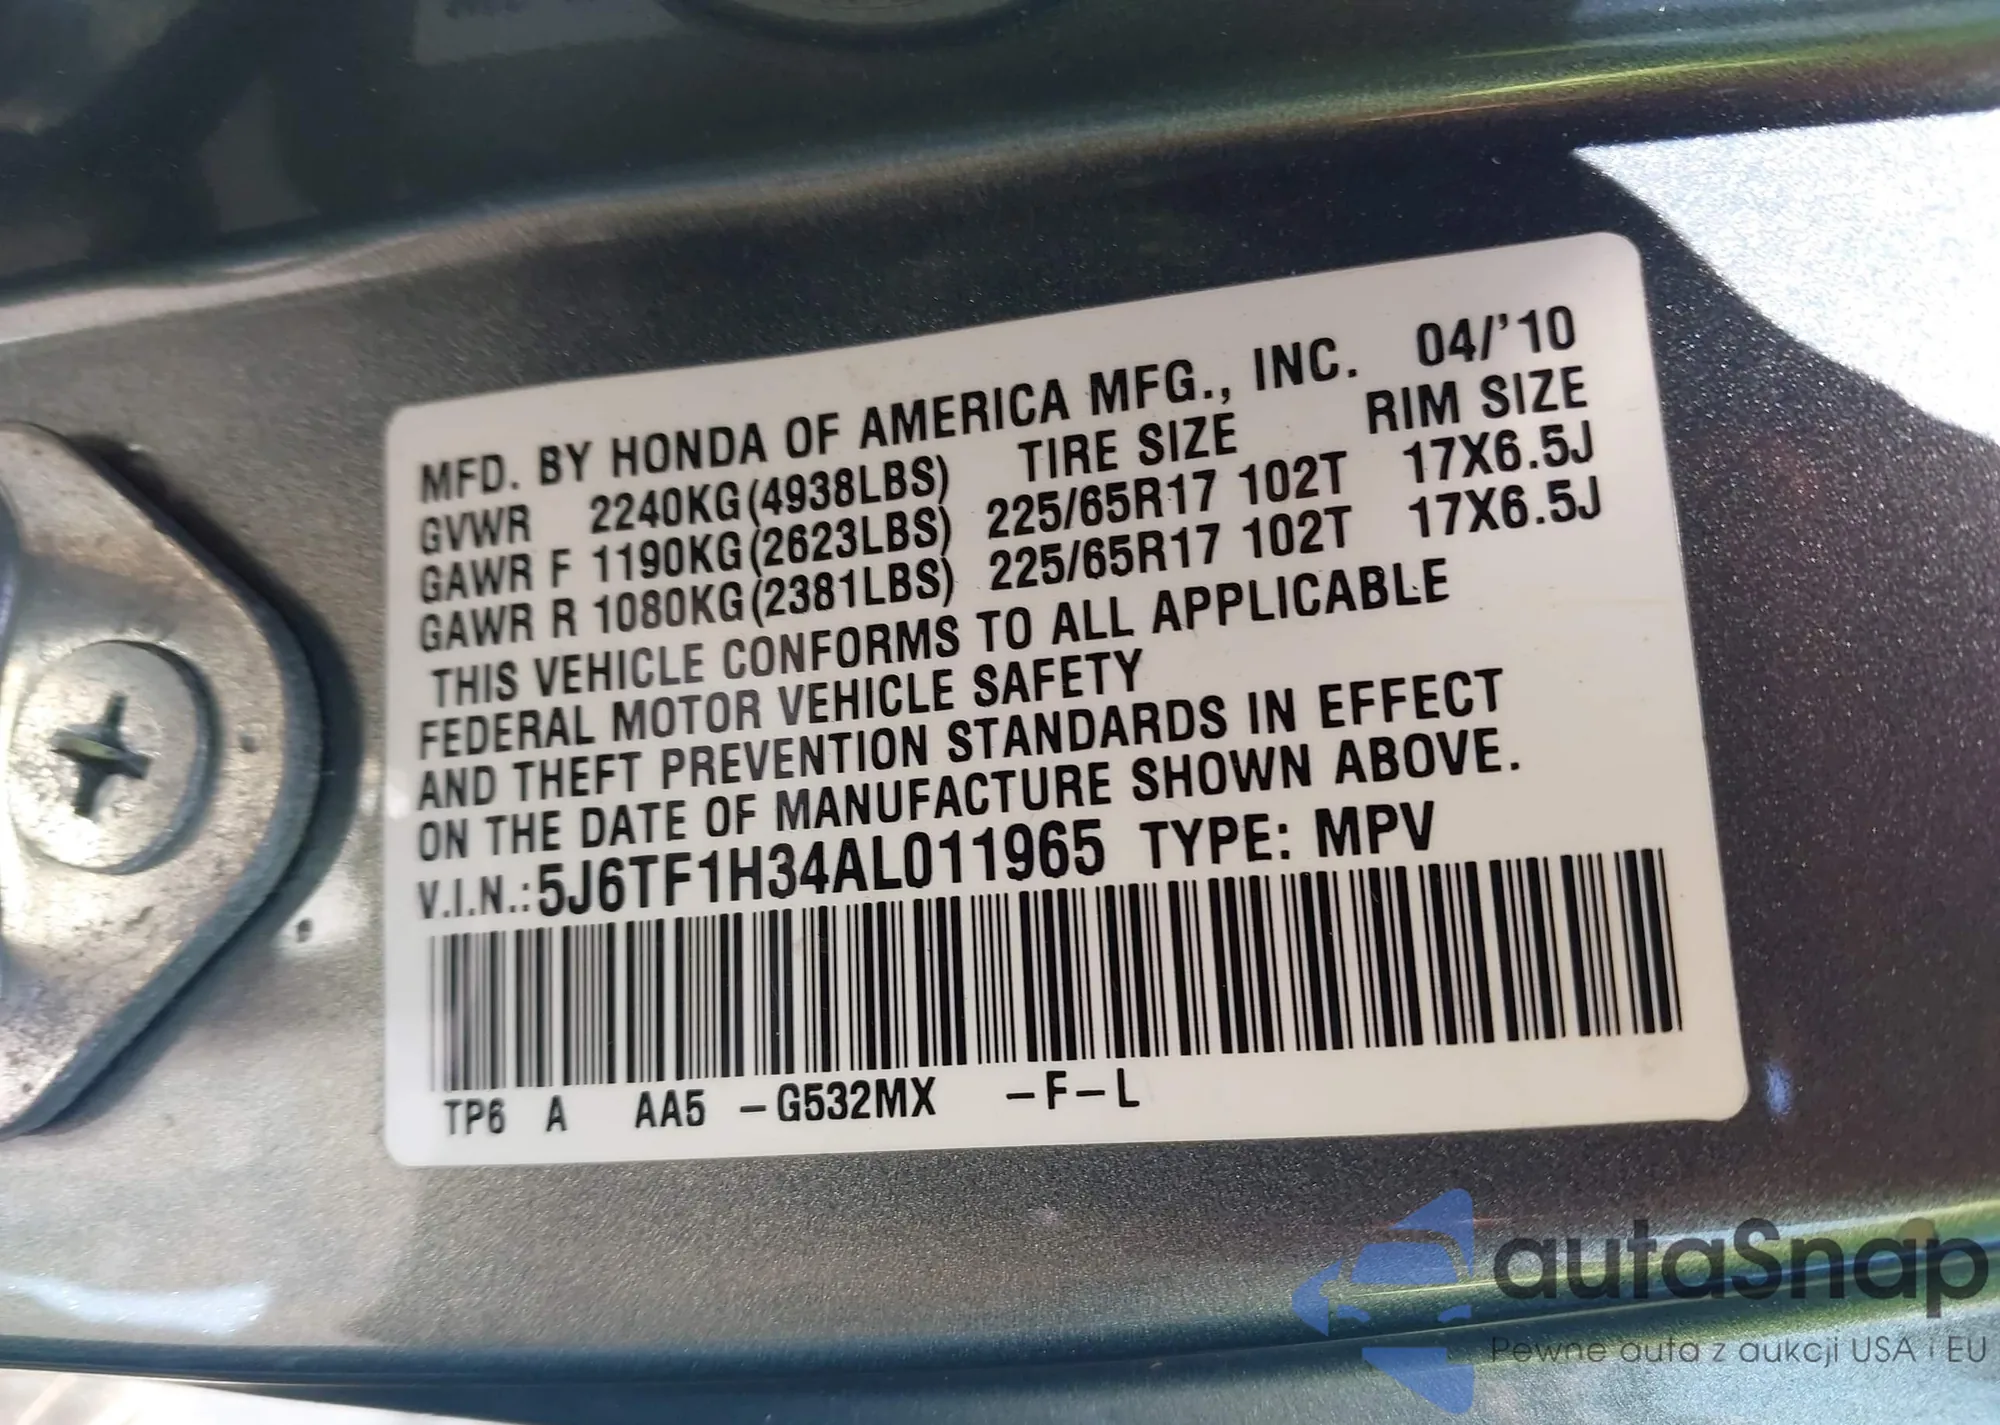 MFD. BY HONDA OF AMERICA MFG., INC. 04/'10
GVWR 2240KG(4938LBS) TIRE SIZE RIM SIZE
GAWR F 1190KG(2623LBS) 225/65R17 102T 17X6.5J
GAWR R 1080KG(2381LBS) 225/65R17 102T 17X6.5J
THIS VEHICLE CONFORMS TO ALL APPLICABLE
FEDERAL MOTOR VEHICLE SAFETY
AND THEFT PREVENTION STANDARDS IN EFFECT
ON THE DATE OF MANUFACTURE SHOWN ABOVE.
V.I.N.:5J6TF1H34AL011965 TYPE: MPV
TP6 A AA5 -G532MX -F-L
autaSnap
Pewne auta z aukcji USA i EU